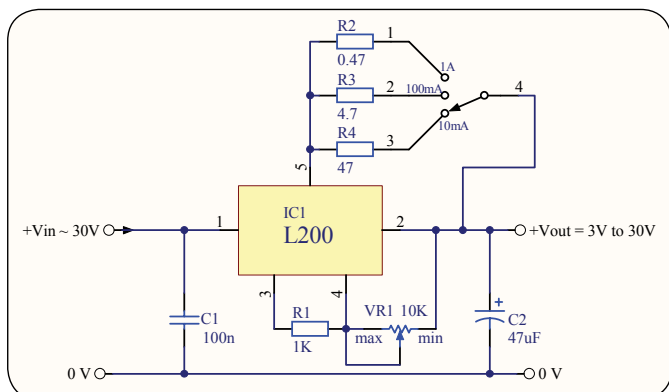 R2
0.47
1
1A
R3
4.7
2
100mA
4
R4
47
3
10mA
5
+Vin ~ 30V
1
IC1
L200
2
+Vout = 3V to 30V
3
4
R1
1K
VR1 10K
max
min
C1
100n
+
C2
47uF
0 V
0 V